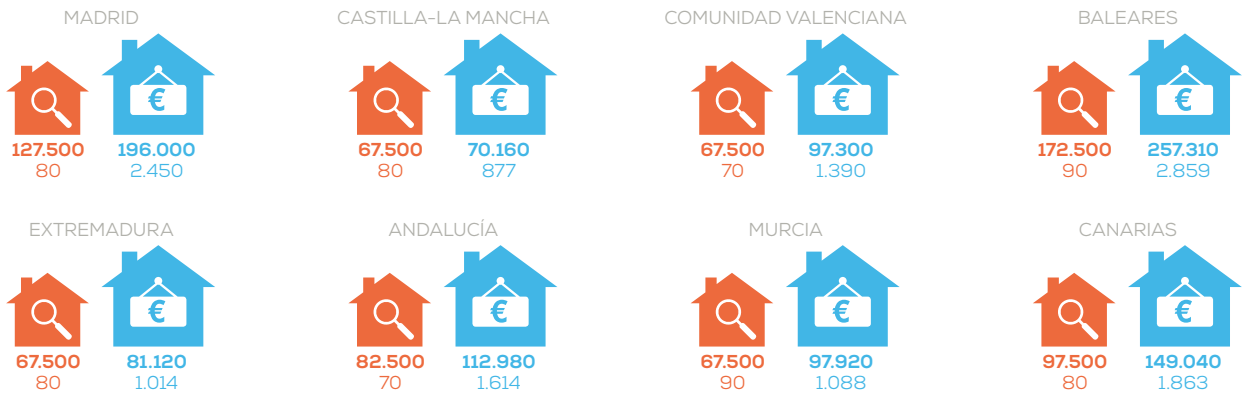 MADRID
CASTILLA-LA MANCHA
COMUNIDAD VALENCIANA
BALEARES
€ € € €
127.500 196.000 67.500 70.160 67.500 97.300 172.500 257.310
80 2.450 80 877 70 1.390 90 2.859
EXTREMADURA
ANDALUCÍA
MURCIA
CANARIAS
€ € € €
67.500 81.120 82.500 112.980 67.500 97.920 97.500 149.040
80 1.014 70 1.614 90 1.088 80 1.863